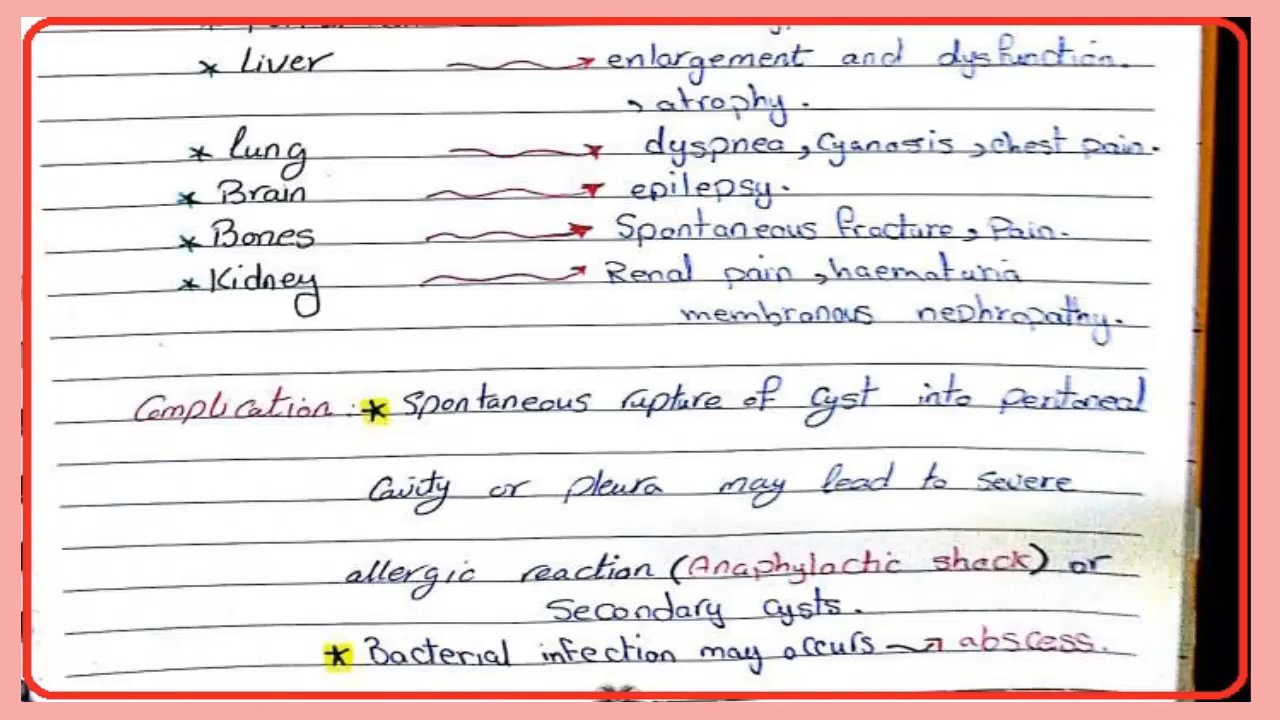 * Liver → enlargement and dysfunction.
, atrophy.
* lung → dyspnea, Cyanosis, chest pain.
* Brain → epilepsy.
* Bones → Spontaneous fracture, Pain.
* Kidney → Renal pain, haematuria
membranous nephropathy.
Complication: * Spontaneous rupture of cyst into peritoneal
Cavity or pleura may lead to severe
allergic reaction (Anaphylactic shock) or
Secondary cysts.
* Bacterial infection may occurs → abscess.